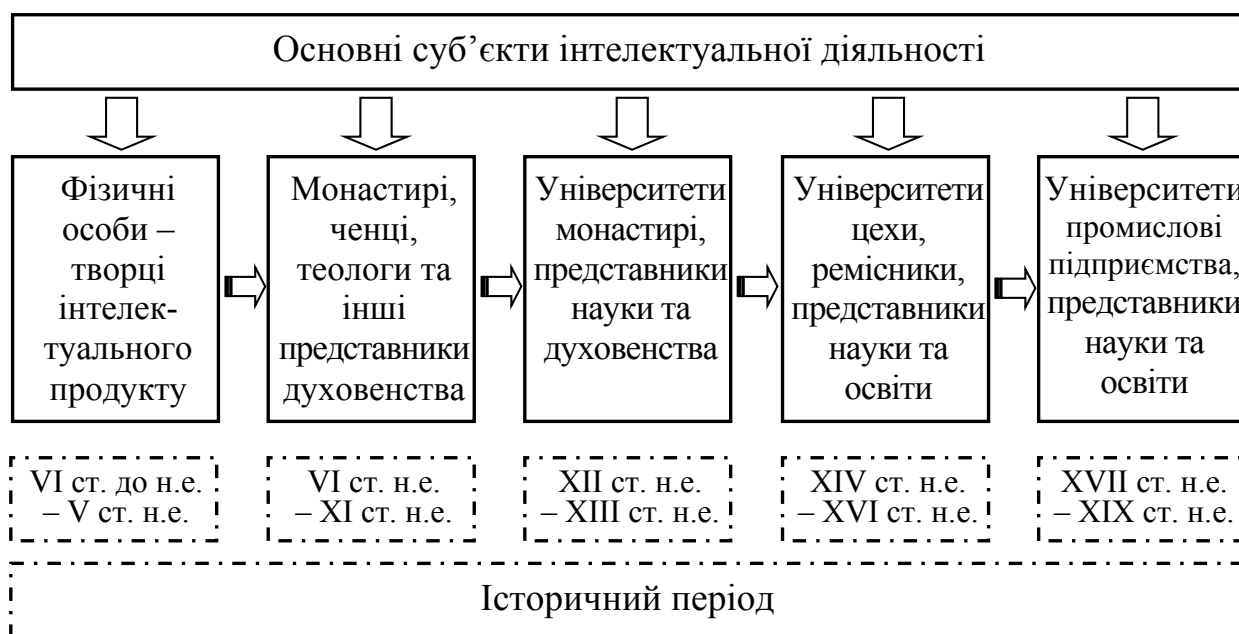 Основні суб’єкти інтелектуальної діяльності
Фізичні
особи –
творці
інтелек-
туального
продукту
Монастирі,
ченці,
теологи та
інші
представники
духовенства
Університети
монастирі,
представники
науки та
духовенства
Університети
цехи,
ремісники,
представники
науки та
освіти
Університети
промислові
підприємства,
представники
науки та
освіти
VI ст. до н.е.
– V ст. н.е.
VI ст. н.е.
– XI ст. н.е.
XII ст. н.е.
– XIII ст. н.е.
XIV ст. н.е.
– XVI ст. н.е.
XVII ст. н.е.
– XIX ст. н.е.
Історичний період